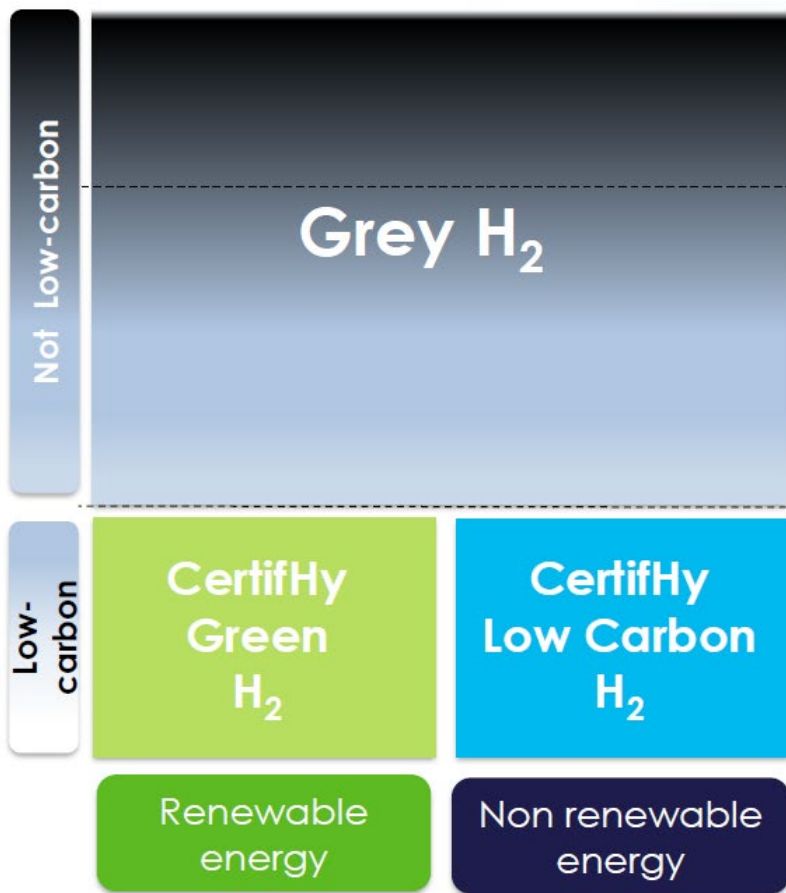 Not Low-carbon
Grey H₂
Low-
carbon
CertifHy
Green
H₂
CertifHy
Low Carbon
H₂
Renewable
energy
Non renewable
energy